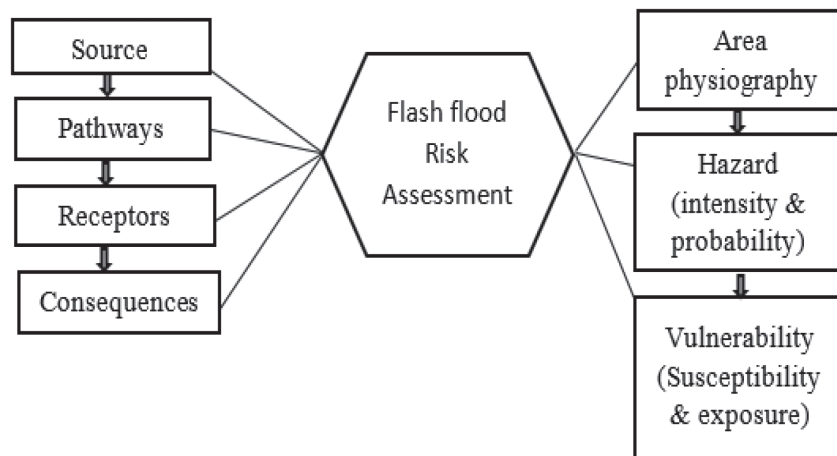 Source
Pathways
Receptors
Consequences
Flash flood
Risk
Assessment
Area
physiography
Hazard
(intensity &
probability)
Vulnerability
(Susceptibility
& exposure)